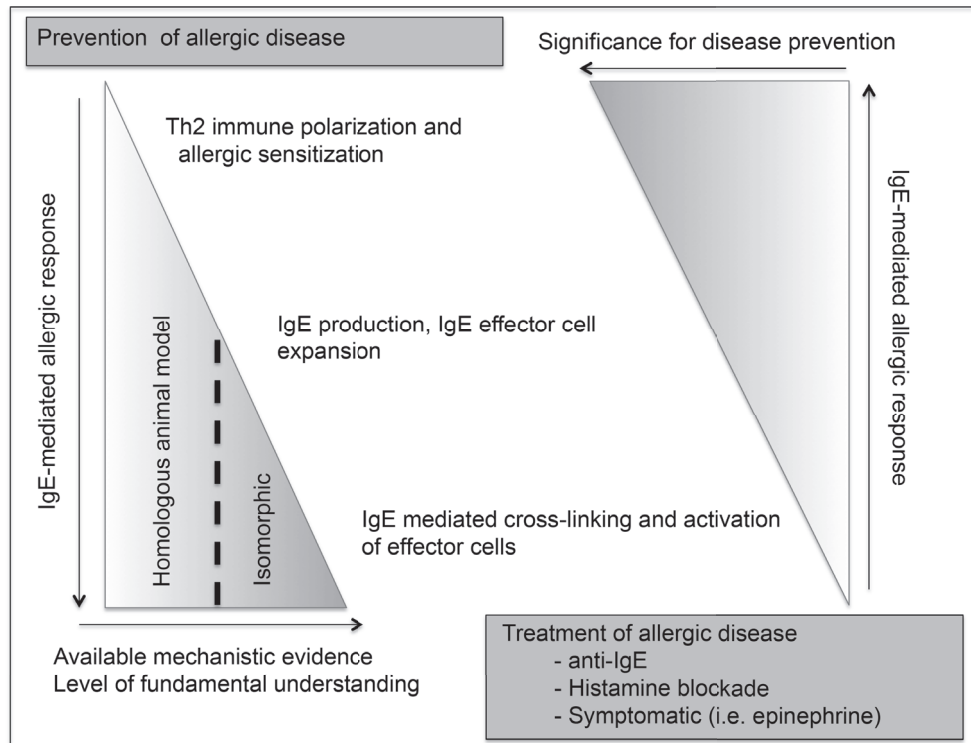 Prevention of allergic disease
Significance for disease prevention
Th2 immune polarization and
allergic sensitization
IgE-mediated allergic response
IgE-mediated allergic response
IgE production, IgE effector cell
expansion
Homologous animal model
Isomorphic
IgE mediated cross-linking and activation
of effector cells
Available mechanistic evidence
Level of fundamental understanding
Treatment of allergic disease
- anti-IgE
- Histamine blockade
- Symptomatic (i.e. epinephrine)